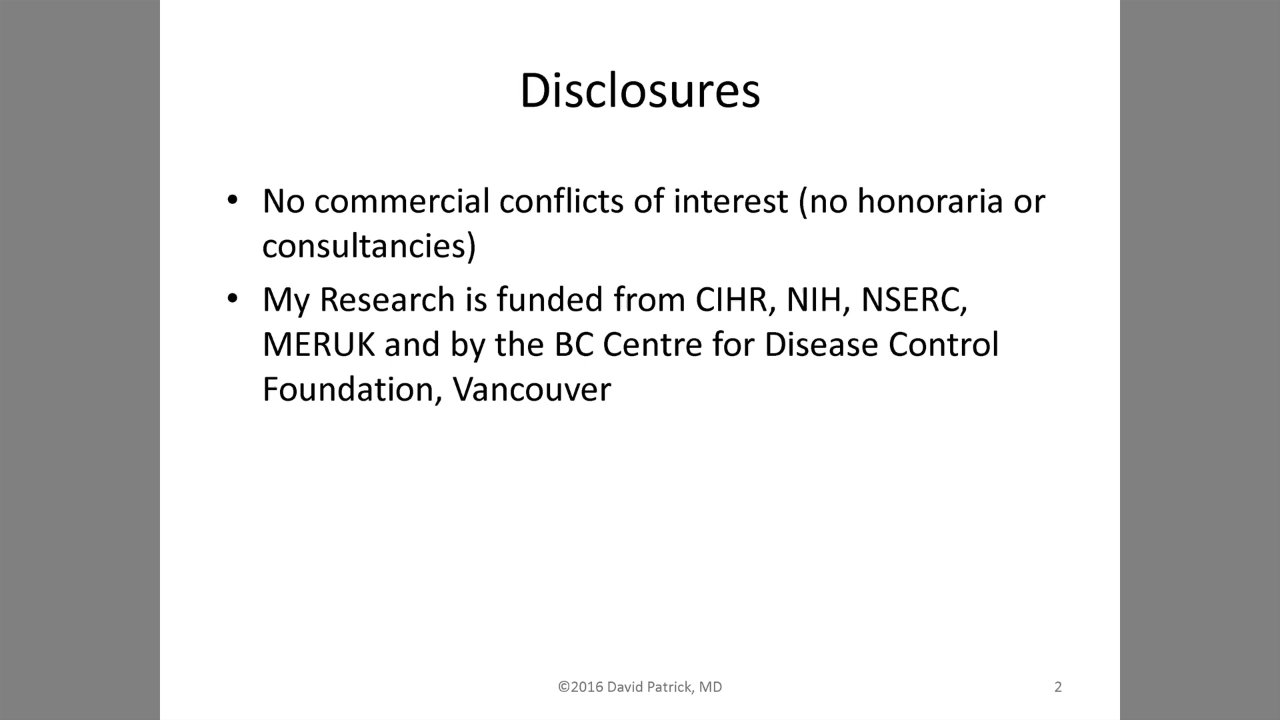 Disclosures
• No commercial conflicts of interest (no honoraria or
consultancies)
• My Research is funded from CIHR, NIH, NSERC,
MERUK and by the BC Centre for Disease Control
Foundation, Vancouver
©2016 David Patrick, MD
2